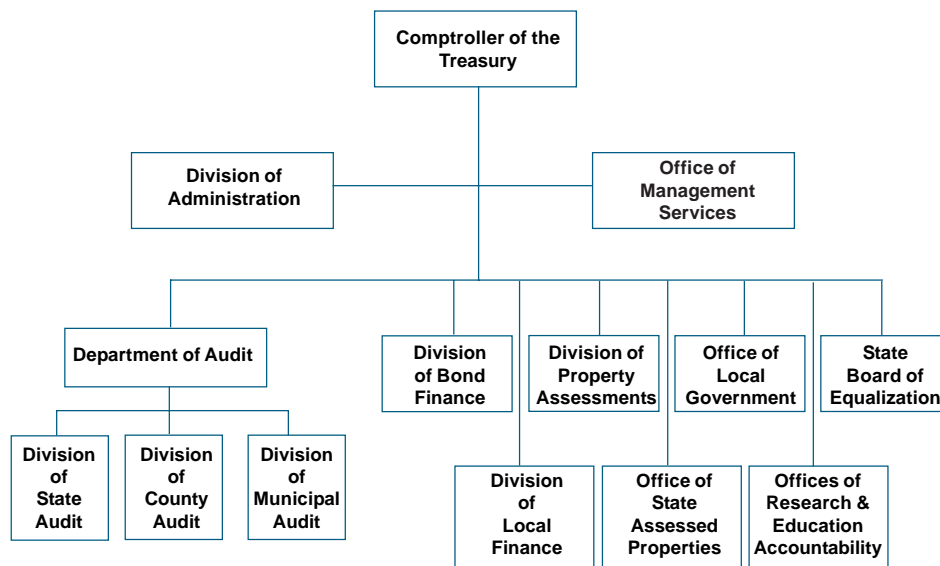 Comptroller of the
Treasury
Division of
Administration
Office of
Management
Services
Department of Audit
Division
of Bond
Finance
Division of
Property
Assessments
Office of
Local
Government
State
Board of
Equalization
Division
of
State
Audit
Division
of
County
Audit
Division
of
Municipal
Audit
Division
of
Local
Finance
Office of
State
Assessed
Properties
Offices of
Research &
Education
Accountability